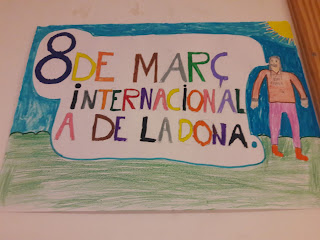 8 DE MARÇ
INTERNACIONAL
A DE LA DONA.